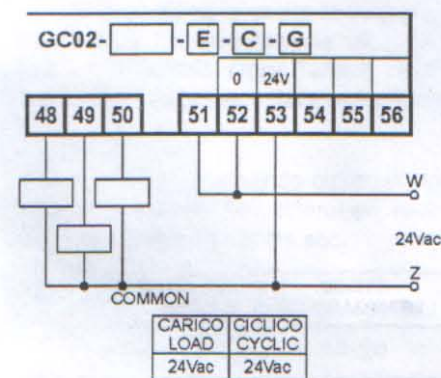 GC02- - E - C - G
0 24V
48 49 50 51 52 53 54 55 56
W
24Vac
Z
COMMON
CARICO CICLICO
LOAD CYCLIC
24Vac 24Vac